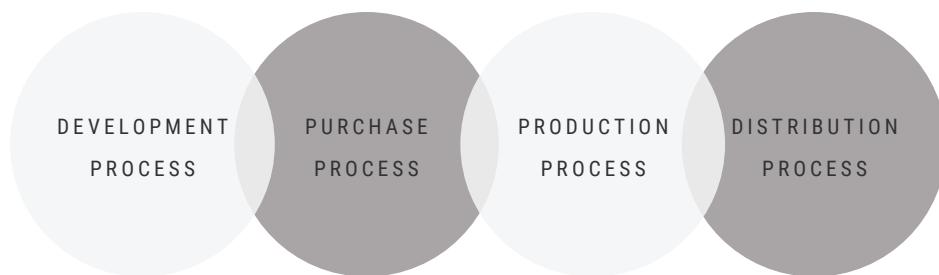 DEVELOPMENT
PROCESS
PURCHASE
PROCESS
PRODUCTION
PROCESS
DISTRIBUTION
PROCESS